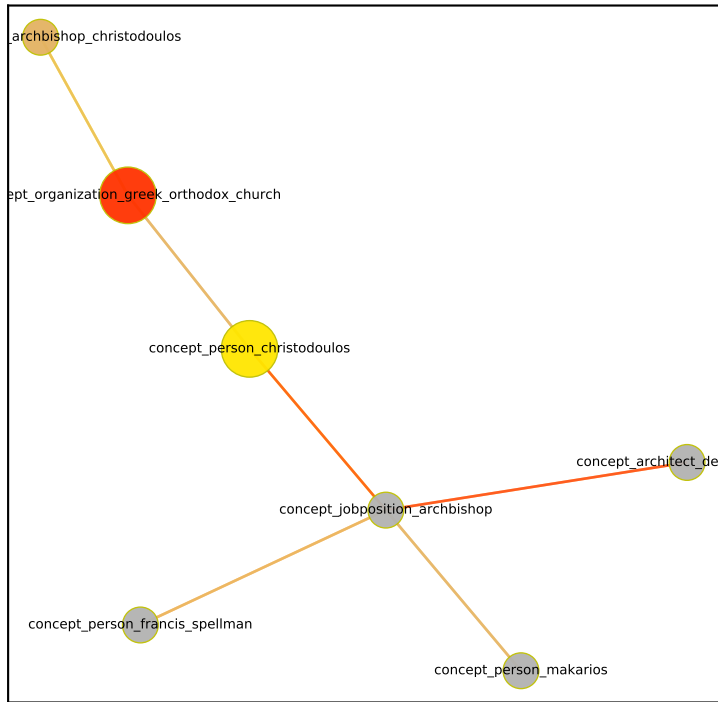 _archbishop_christodoulos
ept_organization_greek_orthodox_church
concept_person_christodoulos
concept_architect_de
concept_jobposition_archbishop
concept_person_francis_spellman
concept_person_makarios